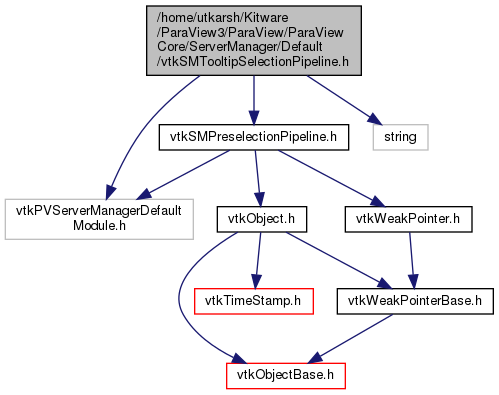 /home/utkarsh/Kitware
/ParaView3/ParaView/ParaView
Core/ServerManager/Default
/vtkSMTooltipSelectionPipeline.h
vtkSMPreselectionPipeline.h
string
vtkPVServerManagerDefault
Module.h
vtkObject.h
vtkWeakPointer.h
vtkTimeStamp.h
vtkWeakPointerBase.h
vtkObjectBase.h